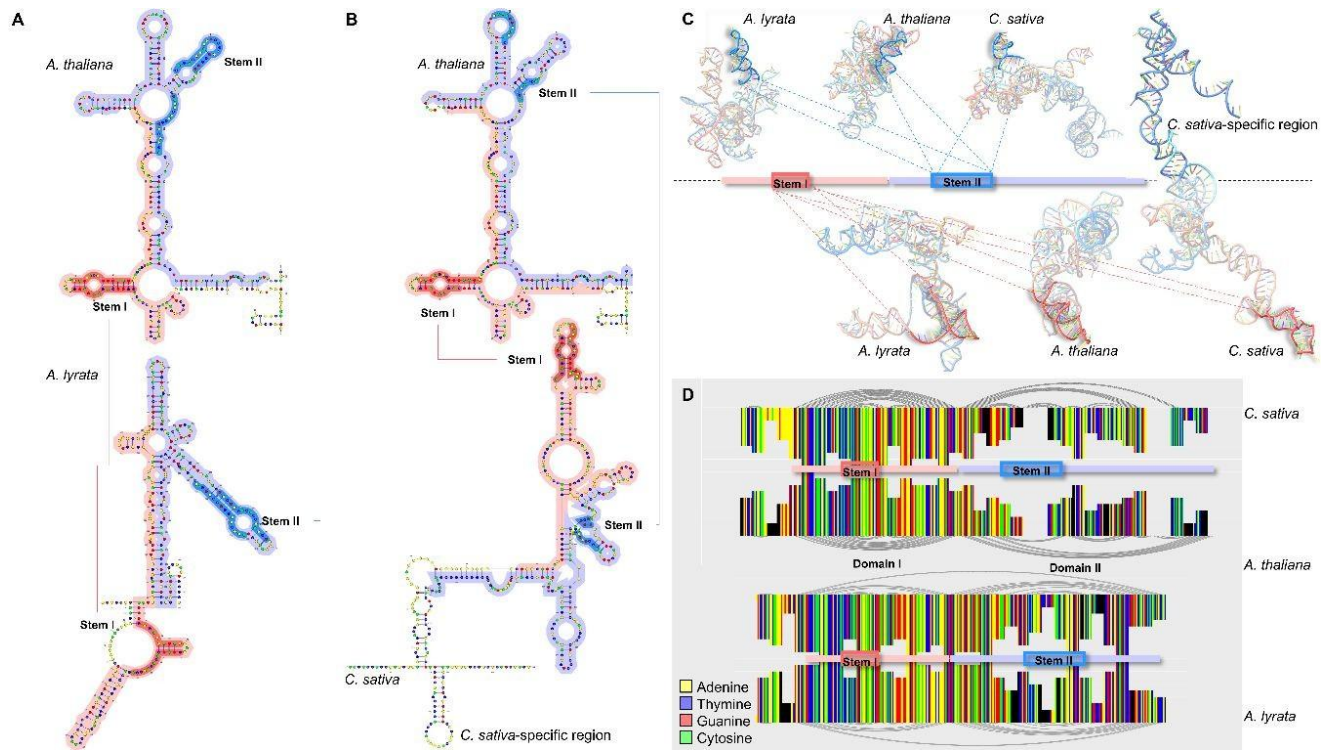 A
A. thaliana
Stem II
Stem I
A. lyrata
Stem II
Stem I
B
A. thaliana
Stem II
Stem I
Stem I
Stem II
C. sativa
C. sativa-specific region
C
A. lyrata
A. thaliana
C. sativa
C. sativa-specific region
Stem I
Stem II
A. lyrata
A. thaliana
C. sativa
D
C. sativa
Stem I
Stem II
Domain I
Domain II
A. thaliana
Stem I
Stem II
Adenine
Thymine
Guanine
Cytosine
A. lyrata